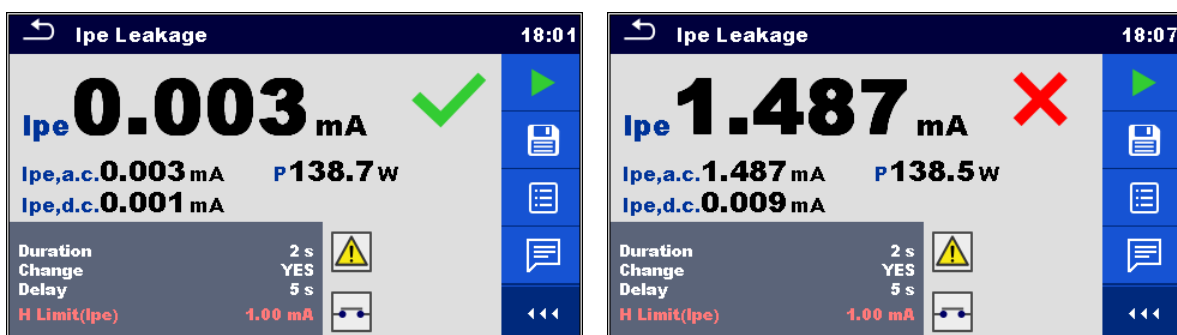 Ipe Leakage 18:01
Ipe 0.003 mA
Ipe,a.c. 0.003 mA P 138.7 W
Ipe,d.c. 0.001 mA
Duration 2 s
Change YES
Delay 5 s
H Limit(Ipe) 1.00 mA
Ipe Leakage 18:07
Ipe 1.487 mA
Ipe,a.c. 1.487 mA P 138.5 W
Ipe,d.c. 0.009 mA
Duration 2 s
Change YES
Delay 5 s
H Limit(Ipe) 1.00 mA